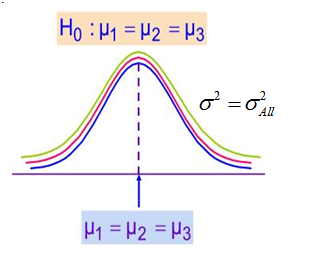 H₀ : μ₁ = μ₂ = μ₃
σ² = σ²_All
μ₁ = μ₂ = μ₃